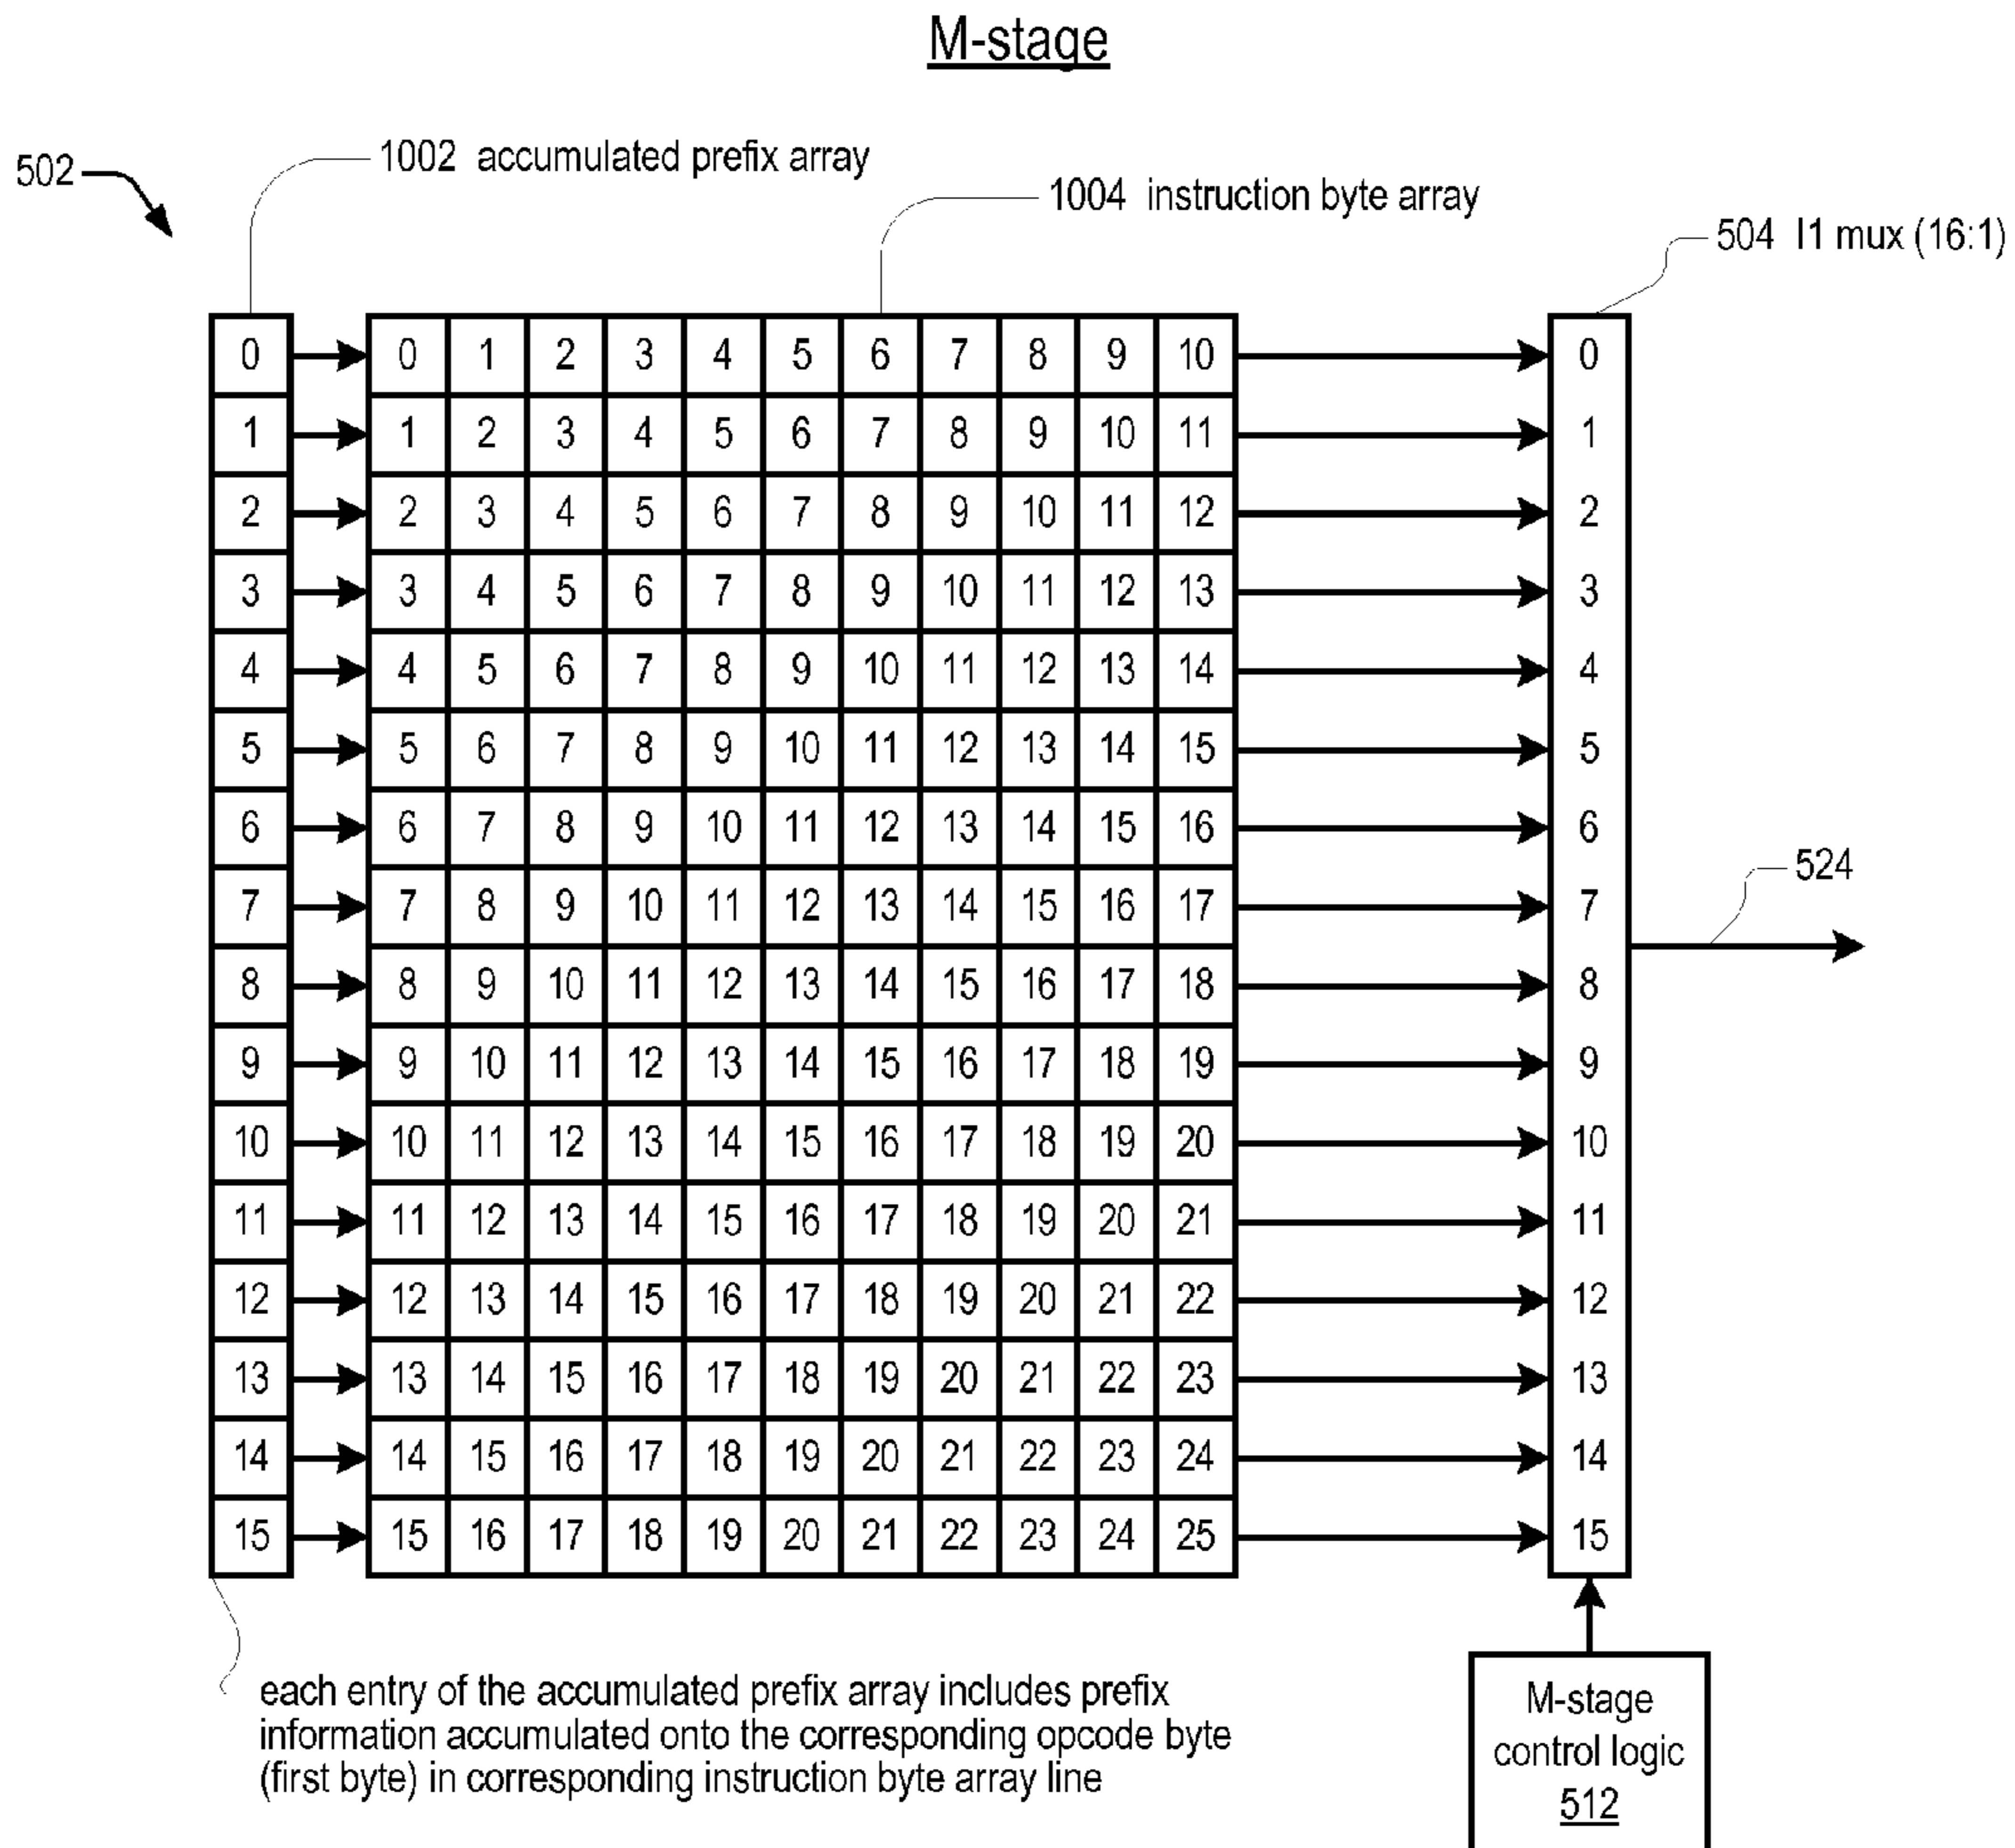 M-stage
1002 accumulated prefix array
502
1004 instruction byte array
504 I1 mux (16:1)
0 0 1 2 3 4 5 6 7 8 9 10 0
1 1 2 3 4 5 6 7 8 9 10 11 1
2 2 3 4 5 6 7 8 9 10 11 12 2
3 3 4 5 6 7 8 9 10 11 12 13 3
4 4 5 6 7 8 9 10 11 12 13 14 4
5 5 6 7 8 9 10 11 12 13 14 15 5
6 6 7 8 9 10 11 12 13 14 15 16 6
524
7 7 8 9 10 11 12 13 14 15 16 17 7
8 8 9 10 11 12 13 14 15 16 17 18 8
9 9 10 11 12 13 14 15 16 17 18 19 9
10 10 11 12 13 14 15 16 17 18 19 20 10
11 11 12 13 14 15 16 17 18 19 20 21 11
12 12 13 14 15 16 17 18 19 20 21 22 12
13 13 14 15 16 17 18 19 20 21 22 23 13
14 14 15 16 17 18 19 20 21 22 23 24 14
15 15 16 17 18 19 20 21 22 23 24 25 15
each entry of the accumulated prefix array includes prefix
information accumulated onto the corresponding opcode byte
(first byte) in corresponding instruction byte array line
M-stage
control logic
512